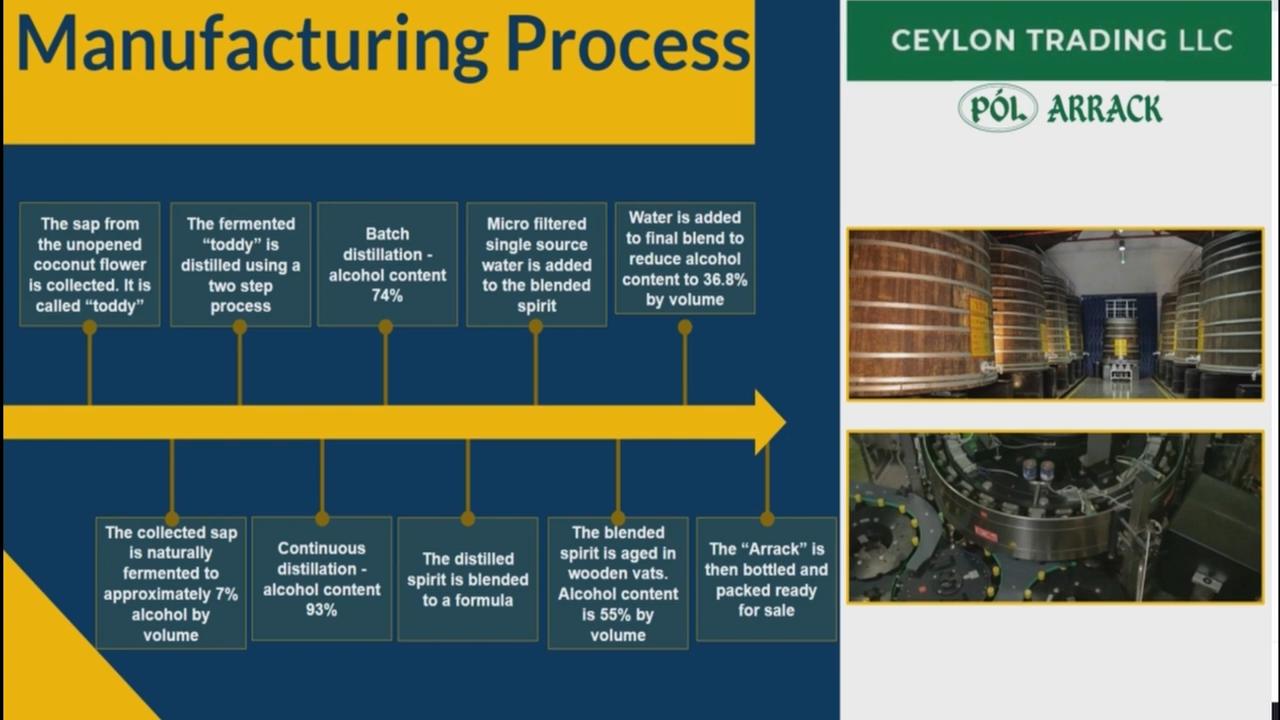 Manufacturing Process
CEYLON TRADING LLC
PÓL ARRACK
The sap from
the unopened
coconut flower
is collected. It is
called “toddy”
The collected sap
is naturally
fermented to
approximately 7%
alcohol by
volume
The fermented
“toddy” is
distilled using a
two step
process
Continuous
distillation -
alcohol content
93%
Batch
distillation -
alcohol content
74%
The distilled
spirit is blended
to a formula
Micro filtered
single source
water is added
to the blended
spirit
The blended
spirit is aged in
wooden vats.
Alcohol content
is 55% by
volume
Water is added
to final blend to
reduce alcohol
content to 36.8%
by volume
The “Arrack” is
then bottled and
packed ready
for sale